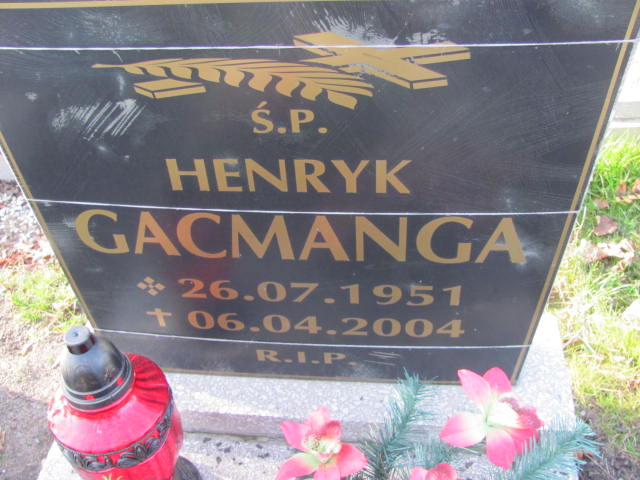 Ś.P.
HENRYK
GACMANGA
26.07.1951
06.04.2004
R.I.P.